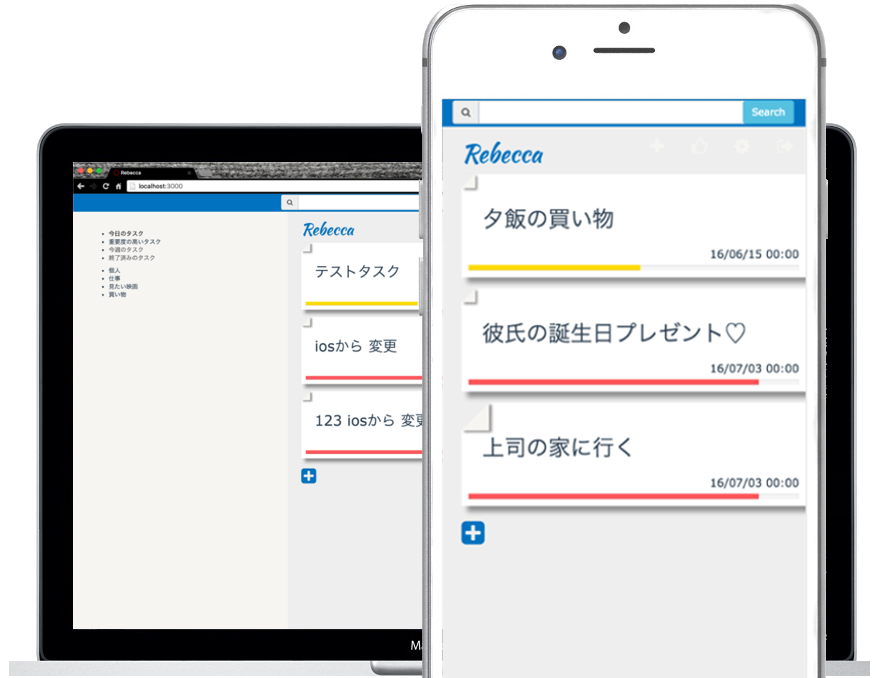 Rebecca
localhost:3000
今日のタスク
重要度の高いタスク
今週のタスク
終了済みのタスク
個人
仕事
見たい映画
買い物
Rebecca
テストタスク
iosから 変更
123 iosから 変更
Search
Rebecca
夕飯の買い物
16/06/15 00:00
彼氏の誕生日プレゼント♡
16/07/03 00:00
上司の家に行く
16/07/03 00:00